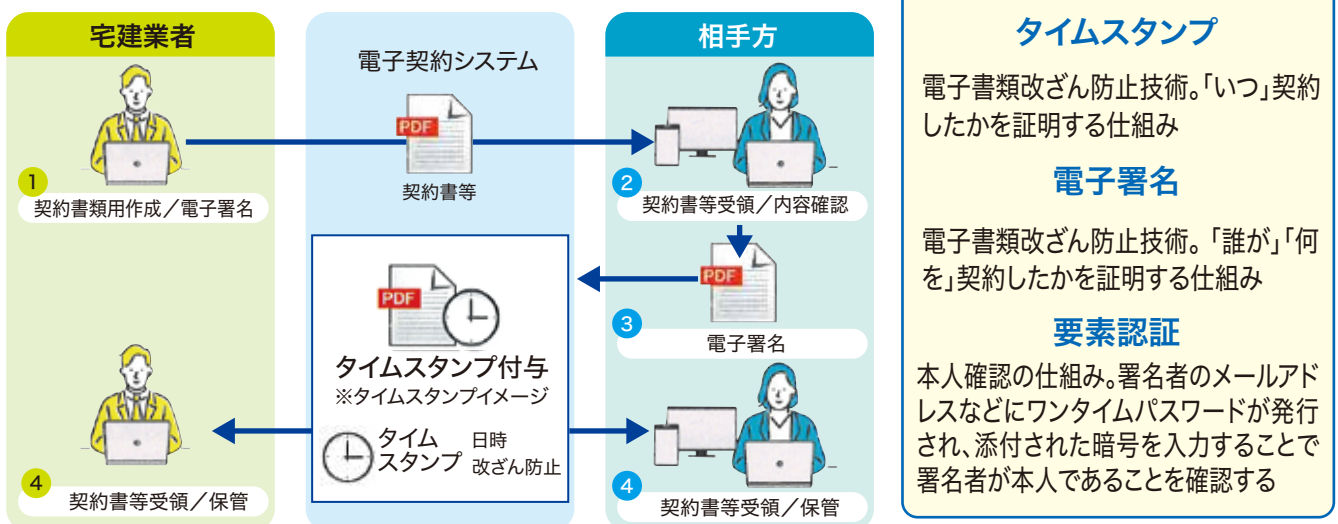 宅建業者
電子契約システム
相手方
PDF
契約書等
1
契約書類用作成／電子署名
2
契約書等受領／内容確認
PDF
3
電子署名
PDF
タイムスタンプ付与
※タイムスタンプイメージ
タイム
スタンプ
日時
改ざん防止
4
契約書等受領／保管
4
契約書等受領／保管
タイムスタンプ
電子書類改ざん防止技術。「いつ」契約
したかを証明する仕組み
電子署名
電子書類改ざん防止技術。「誰が」「何
を」契約したかを証明する仕組み
要素認証
本人確認の仕組み。署名者のメールアド
レスなどにワンタイムパスワードが発行
され、添付された暗号を入力することで
署名者が本人であることを確認する